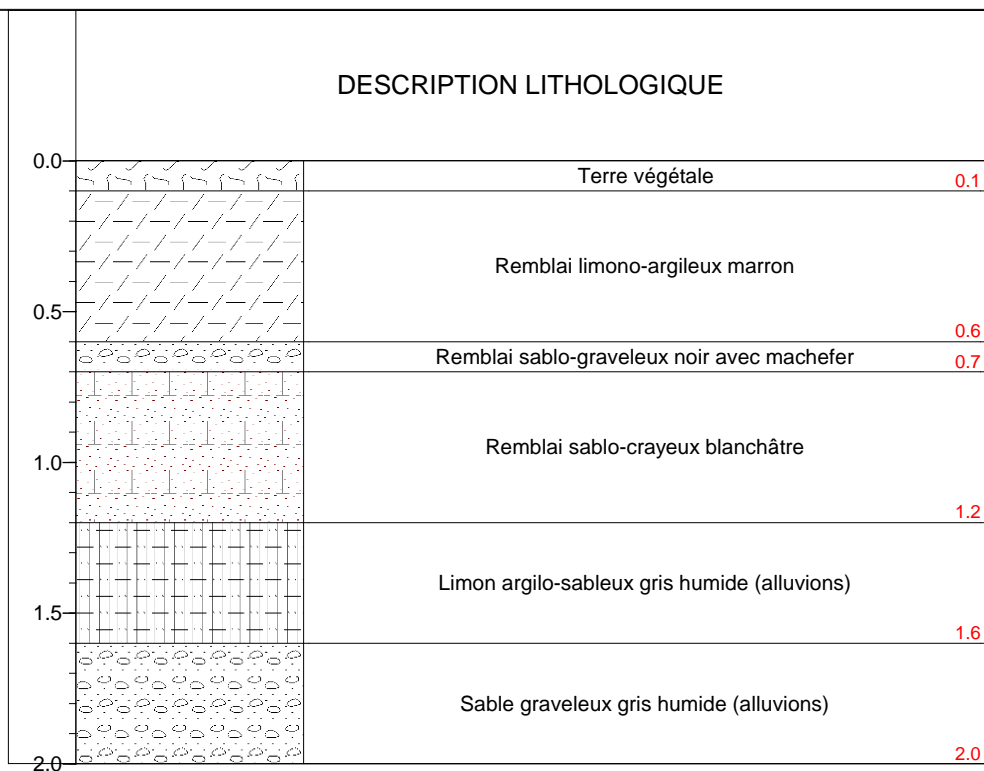 DESCRIPTION LITHOLOGIQUE
0.0
Terre végétale
0.1
Remblai limono-argileux marron
0.5
0.6
Remblai sablo-graveleux noir avec machefer
0.7
Remblai sablo-crayeux blanchâtre
1.0
1.2
Limon argilo-sableux gris humide (alluvions)
1.5
1.6
Sable graveleux gris humide (alluvions)
2.0
2.0